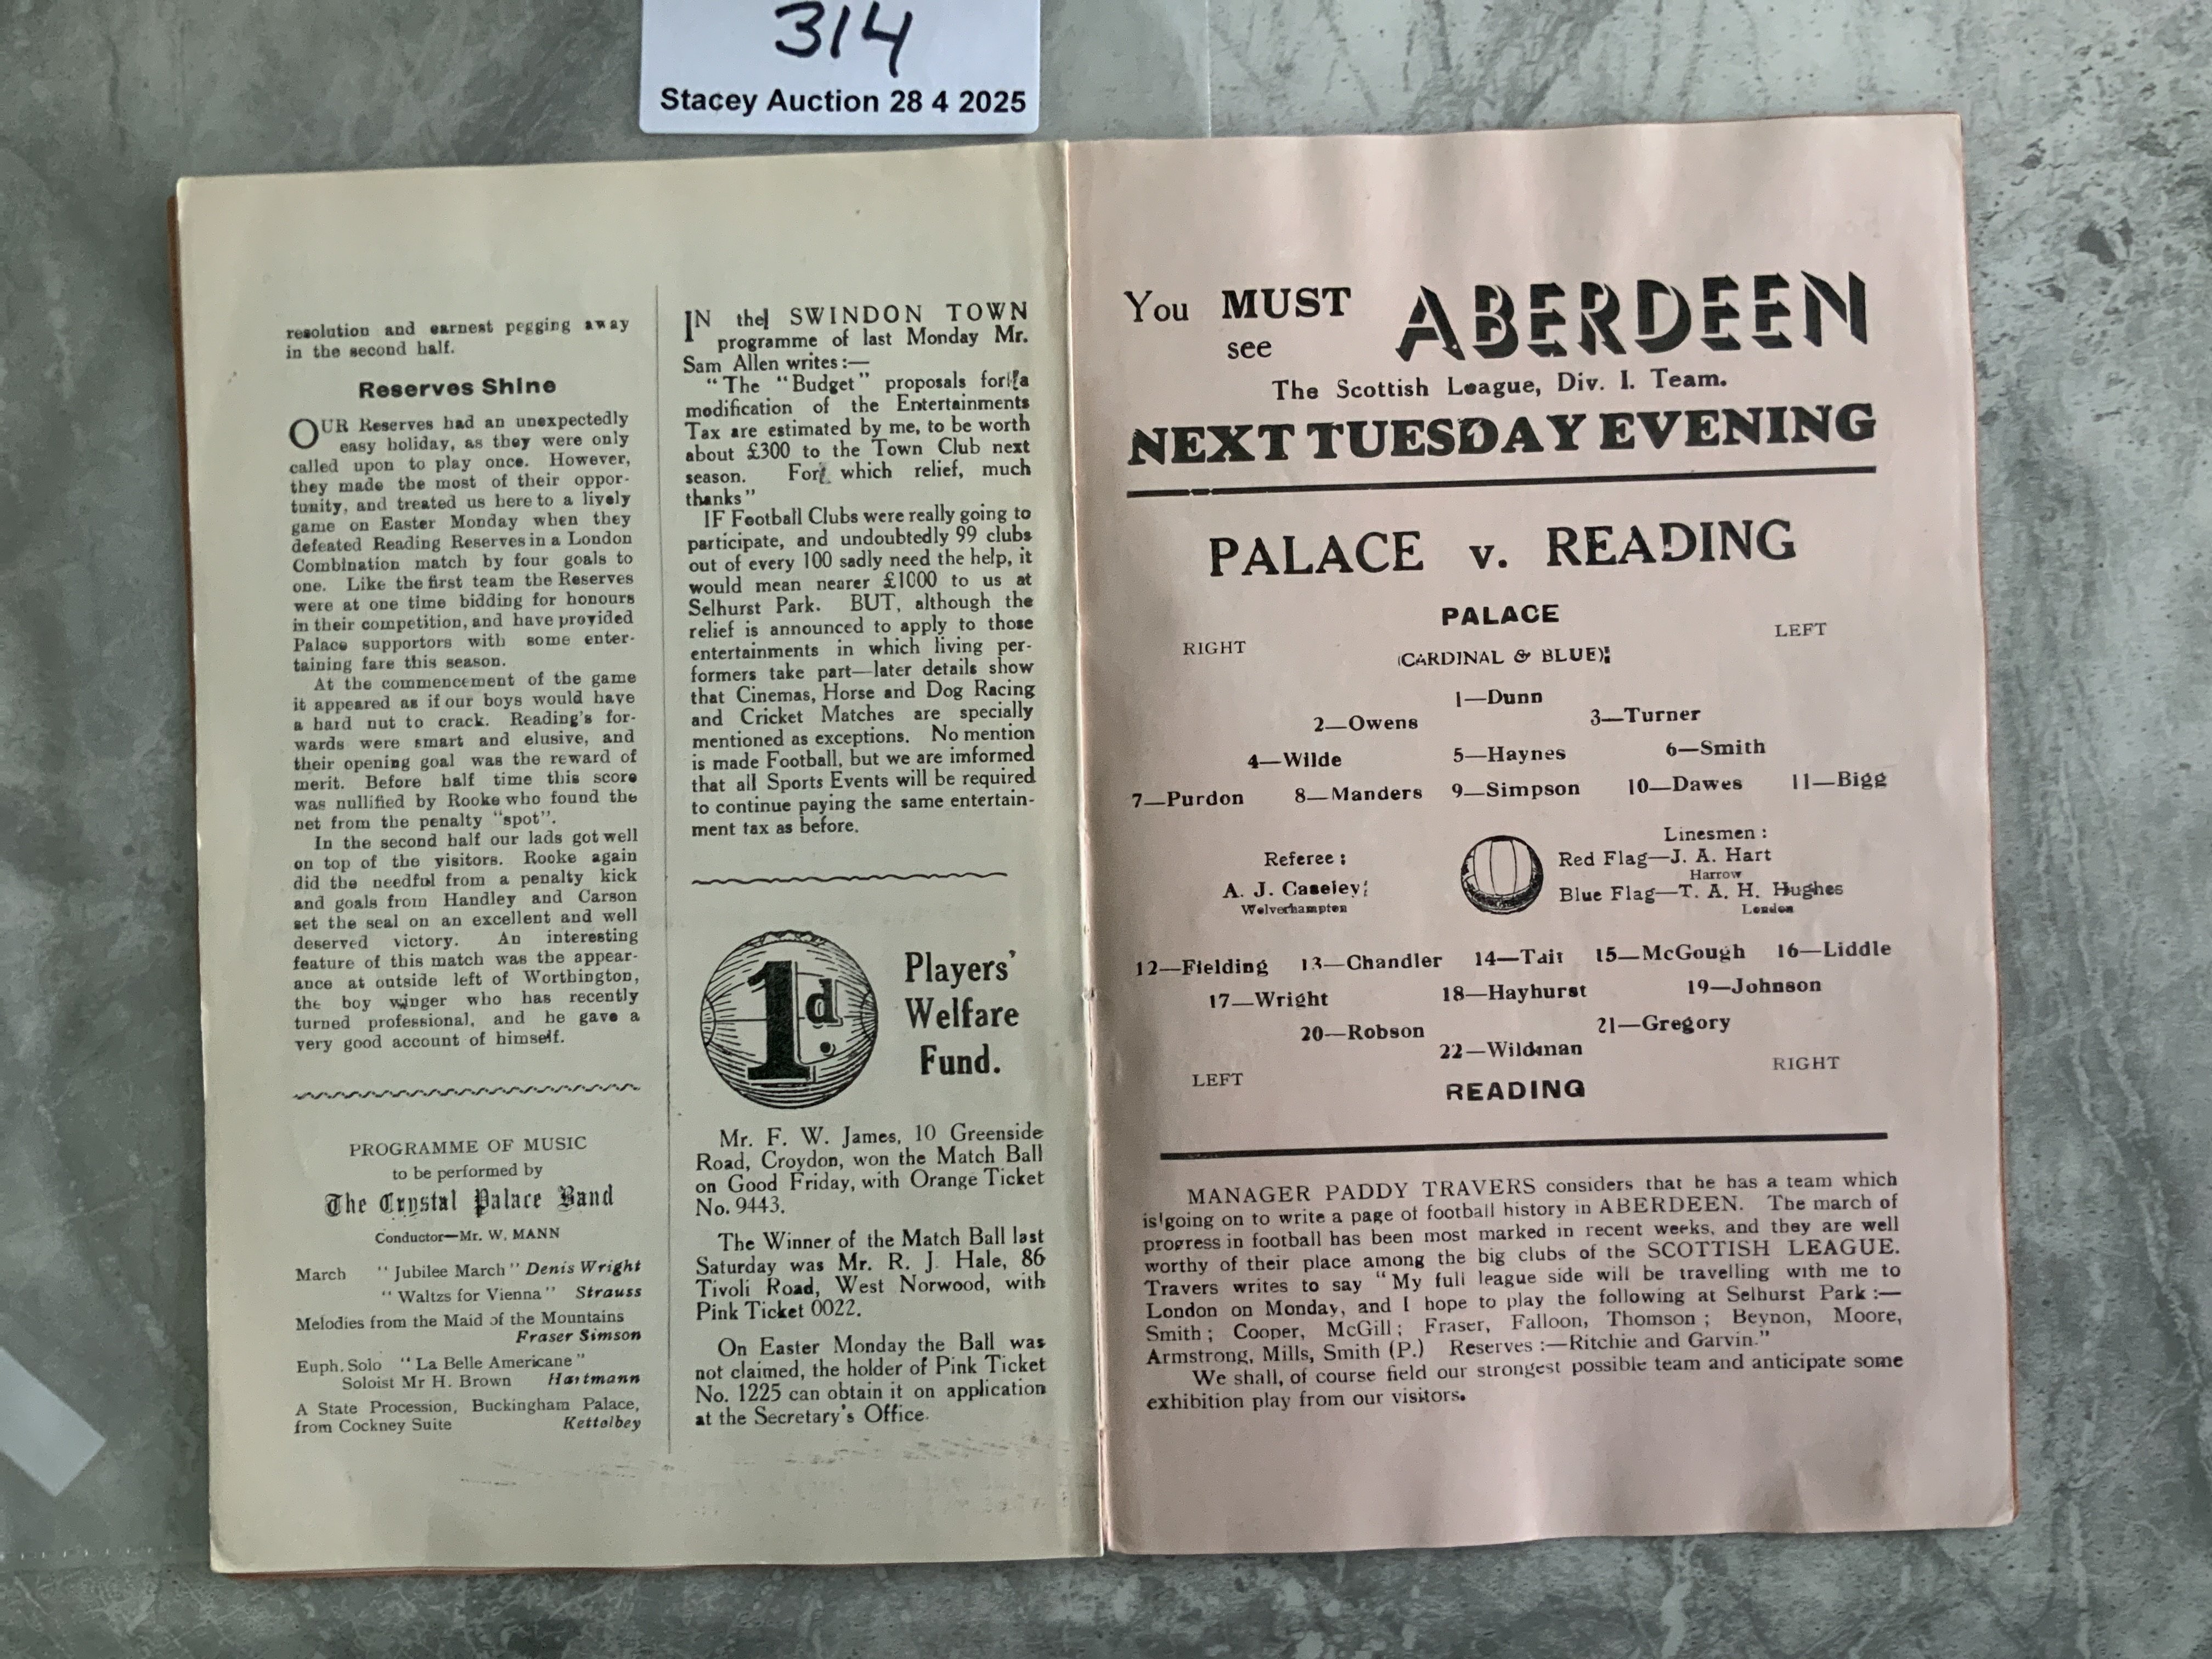 314
Stacey Auction 28 4 2025
resolution and earnest pegging away
in the second half.
Reserves Shine
OUR Reserves had an unexpectedly
easy holiday, as they were only
called upon to play once. However,
they made the most of their oppor-
tunity, and treated us here to a lively
game on Easter Monday when they
defeated Reading Reserves in a London
Combination match by four goals to
one. Like the first team the Reserves
were at one time bidding for honours
in their competition, and have provided
Palace supportors with some enter-
taining fare this season.
At the commencement of the game
it appeared as if our boys would have
a hard nut to crack. Reading's for-
wards were smart and elusive, and
their opening goal was the reward of
merit. Before half time this score
was nullified by Rooke who found the
net from the penalty "spot".
In the second half our lads got well
on top of the visitors. Rooke again
did the needful from a penalty kick
and goals from Handley and Carson
set the seal on an excellent and well
deserved victory. An interesting
feature of this match was the appear-
ance at outside left of Worthington,
the boy winger who has recently
turned professional, and he gave a
very good account of himself.
PROGRAMME OF MUSIC
to be performed by
The Crystal Palace Band
Conductor—Mr. W. MANN
March "Jubilee March" Denis Wright
"Waltzs for Vienna" Strauss
Melodies from the Maid of the Mountains
Fraser Simson
Euph. Solo "La Belle Americane"
Soloist Mr H. Brown Hartmann
A State Procession, Buckingham Palace,
from Cockney Suite Kettelbey
IN the SWINDON TOWN
programme of last Monday Mr.
Sam Allen writes:—
"The "Budget" proposals for a
modification of the Entertainments
Tax are estimated by me, to be worth
about £300 to the Town Club next
season. For which relief, much
thanks"
IF Football Clubs were really going to
participate, and undoubtedly 99 clubs
out of every 100 sadly need the help, it
would mean nearer £1000 to us at
Selhurst Park. BUT, although the
relief is announced to apply to those
entertainments in which living per-
formers take part—later details show
that Cinemas, Horse and Dog Racing
and Cricket Matches are specially
mentioned as exceptions. No mention
is made Football, but we are imformed
that all Sports Events will be required
to continue paying the same entertain-
ment tax as before.
1d.
Players'
Welfare
Fund.
Mr. F. W. James, 10 Greenside
Road, Croydon, won the Match Ball
on Good Friday, with Orange Ticket
No. 9443.
The Winner of the Match Ball last
Saturday was Mr. R. J. Hale, 86
Tivoli Road, West Norwood, with
Pink Ticket 0022.
On Easter Monday the Ball was
not claimed, the holder of Pink Ticket
No. 1225 can obtain it on application
at the Secretary's Office.
You MUST see ABERDEEN
The Scottish League, Div. I. Team.
NEXT TUESDAY EVENING
PALACE v. READING
PALACE
RIGHT LEFT
(CARDINAL & BLUE)
1—Dunn
2—Owens 3—Turner
4—Wilde 5—Haynes 6—Smith
7—Purdon 8—Manders 9—Simpson 10—Dawes 11—Bigg
Referee :
A. J. Caseley
Wolverhampton
Linesmen :
Red Flag—J. A. Hart
Harrow
Blue Flag—T. A. H. Hughes
London
12—Fielding 13—Chandler 14—Tait 15—McGough 16—Liddle
17—Wright 18—Hayhurst 19—Johnson
20—Robson 21—Gregory
22—Wildman
LEFT RIGHT
READING
MANAGER PADDY TRAVERS considers that he has a team which
is going on to write a page of football history in ABERDEEN. The march of
progress in football has been most marked in recent weeks, and they are well
worthy of their place among the big clubs of the SCOTTISH LEAGUE.
Travers writes to say "My full league side will be travelling with me to
London on Monday, and I hope to play the following at Selhurst Park :—
Smith ; Cooper, McGill ; Fraser, Falloon, Thomson ; Beynon, Moore,
Armstrong, Mills, Smith (P.) Reserves :—Ritchie and Garvin."
We shall, of course field our strongest possible team and anticipate some
exhibition play from our visitors.